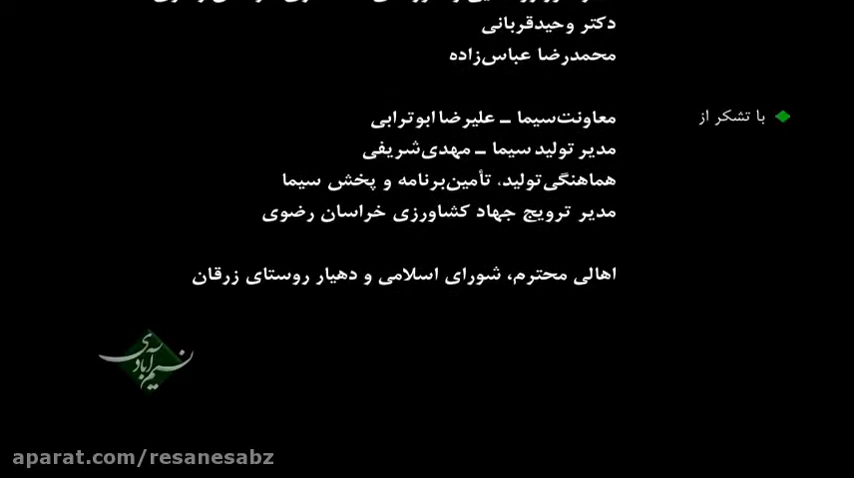 دکتر وحیدقربانی
محمدرضا عباس‌زاده
با تشکر از
معاونت‌سیما ـ علیرضا ابوترابی
مدیر تولید سیما ـ مهدی‌شریفی
هماهنگی‌تولید، تأمین‌برنامه و پخش سیما
مدیر ترویج جهاد کشاورزی خراسان رضوی
اهالی محترم، شورای اسلامی و دهیار روستای زرقان
نسیم آبادی
aparat.com/resanesabz